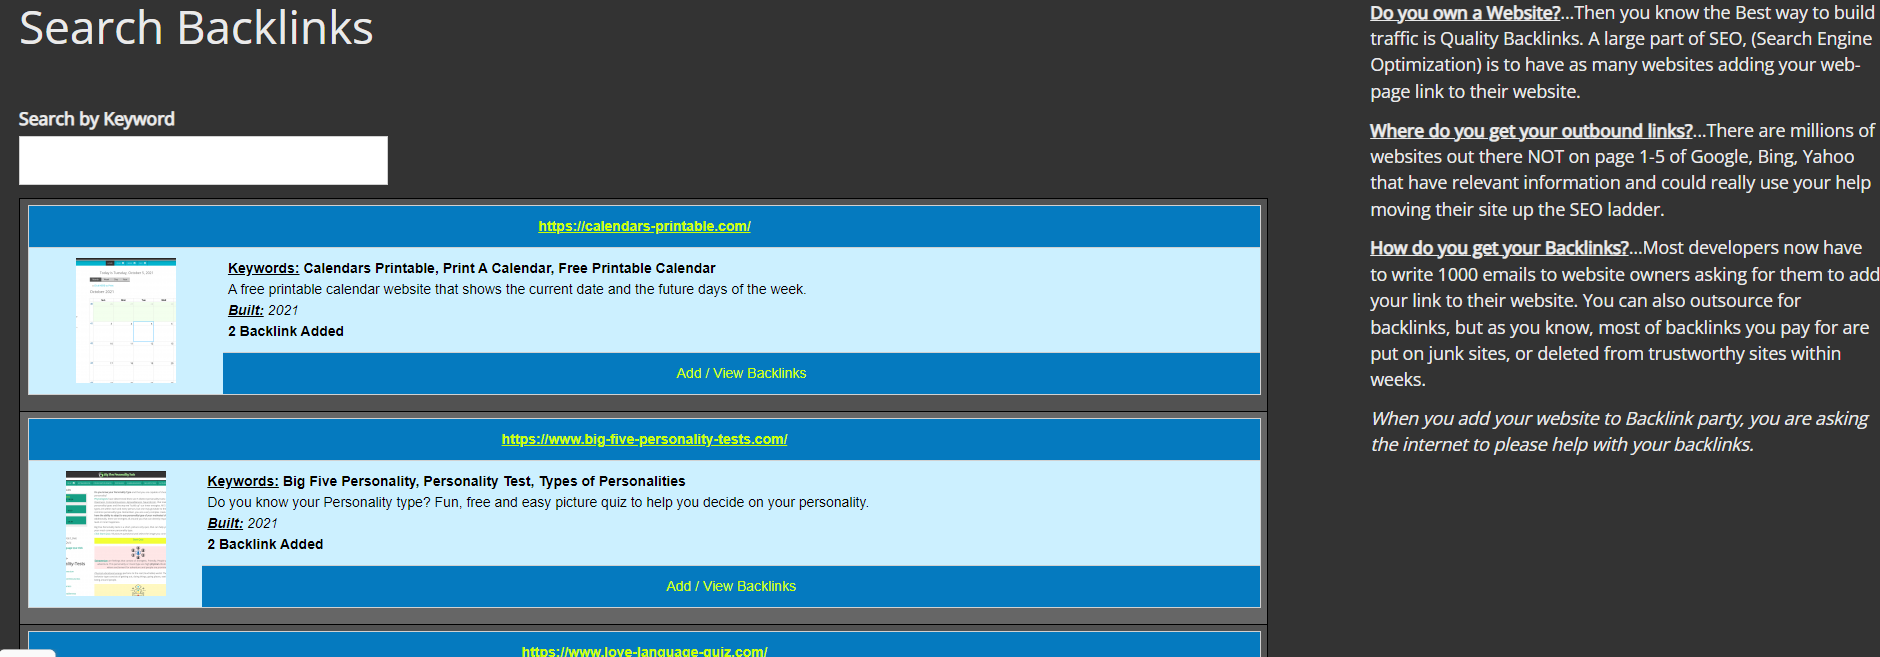 Search Backlinks
Search by Keyword
https://calendars-printable.com/
Keywords: Calendars Printable, Print A Calendar, Free Printable Calendar
A free printable calendar website that shows the current date and the future days of the week.
Built: 2021
2 Backlink Added
Add / View Backlinks
https://www.big-five-personality-tests.com/
Keywords: Big Five Personality, Personality Test, Types of Personalities
Do you know your Personality type? Fun, free and easy picture quiz to help you decide on your personality.
Built: 2021
2 Backlink Added
Add / View Backlinks
https://www.love-language-quiz.com/
Do you own a Website?...Then you know the Best way to build
traffic is Quality Backlinks. A large part of SEO, (Search Engine
Optimization) is to have as many websites adding your web-
page link to their website.
Where do you get your outbound links?...There are millions of
websites out there NOT on page 1-5 of Google, Bing, Yahoo
that have relevant information and could really use your help
moving their site up the SEO ladder.
How do you get your Backlinks?...Most developers now have
to write 1000 emails to website owners asking for them to add
your link to their website. You can also outsource for
backlinks, but as you know, most of backlinks you pay for are
put on junk sites, or deleted from trustworthy sites within
weeks.
When you add your website to Backlink party, you are asking
the internet to please help with your backlinks.